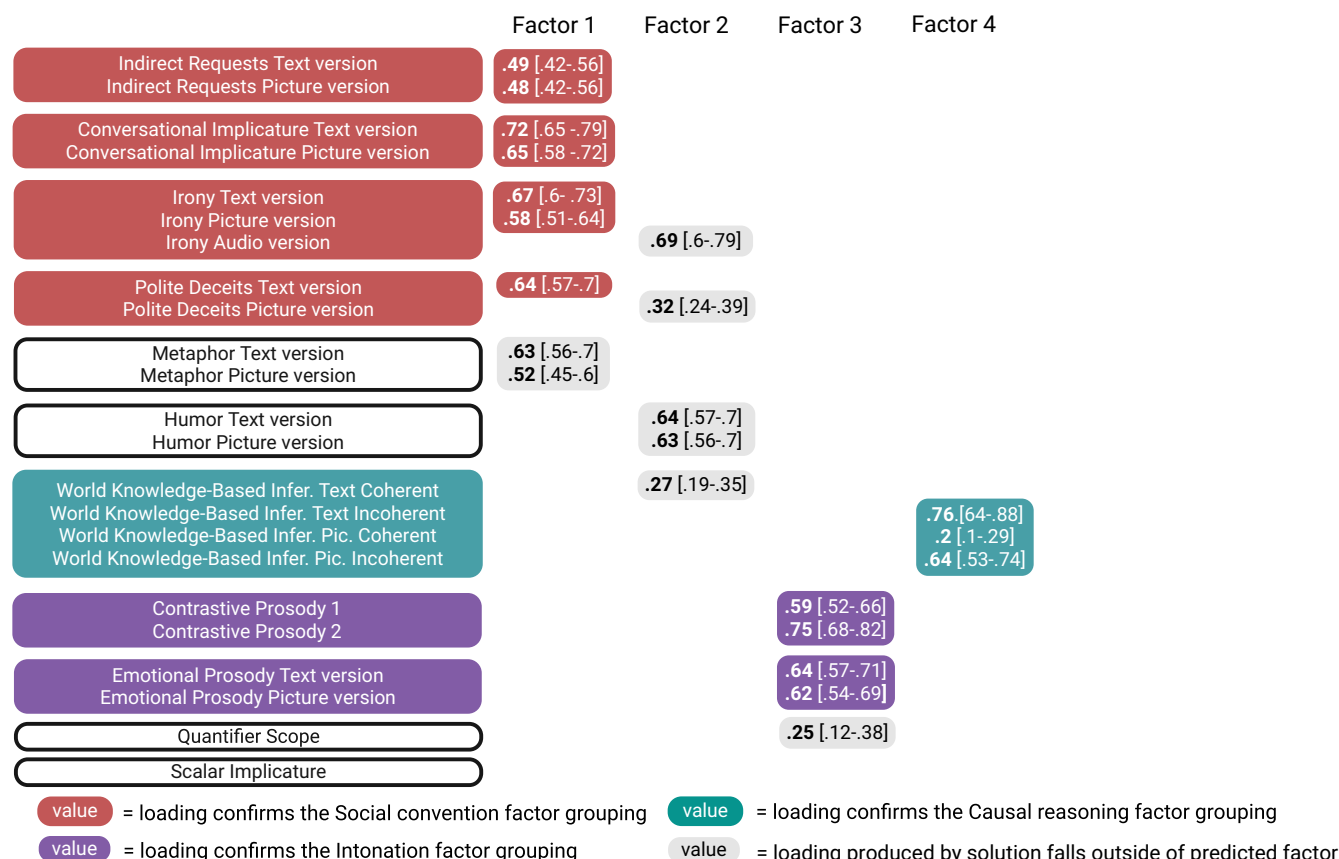 Factor 1 Factor 2 Factor 3 Factor 4
Indirect Requests Text version .49 [.42-.56]
Indirect Requests Picture version .48 [.42-.56]
Conversational Implicature Text version .72 [.65 -.79]
Conversational Implicature Picture version .65 [.58 -.72]
Irony Text version .67 [.6- .73]
Irony Picture version .58 [.51-.64]
Irony Audio version .69 [.6-.79]
Polite Deceits Text version .64 [.57-.7]
Polite Deceits Picture version .32 [.24-.39]
Metaphor Text version .63 [.56-.7]
Metaphor Picture version .52 [.45-.6]
Humor Text version .64 [.57-.7]
Humor Picture version .63 [.56-.7]
World Knowledge-Based Infer. Text Coherent .27 [.19-.35]
World Knowledge-Based Infer. Text Incoherent .76.[64-.88]
World Knowledge-Based Infer. Pic. Coherent .2 [.1-.29]
World Knowledge-Based Infer. Pic. Incoherent .64 [.53-.74]
Contrastive Prosody 1 .59 [.52-.66]
Contrastive Prosody 2 .75 [.68-.82]
Emotional Prosody Text version .64 [.57-.71]
Emotional Prosody Picture version .62 [.54-.69]
Quantifier Scope .25 [.12-.38]
Scalar Implicature
value = loading confirms the Social convention factor grouping value = loading confirms the Causal reasoning factor grouping
value = loading confirms the Intonation factor grouping value = loading produced by solution falls outside of predicted factor